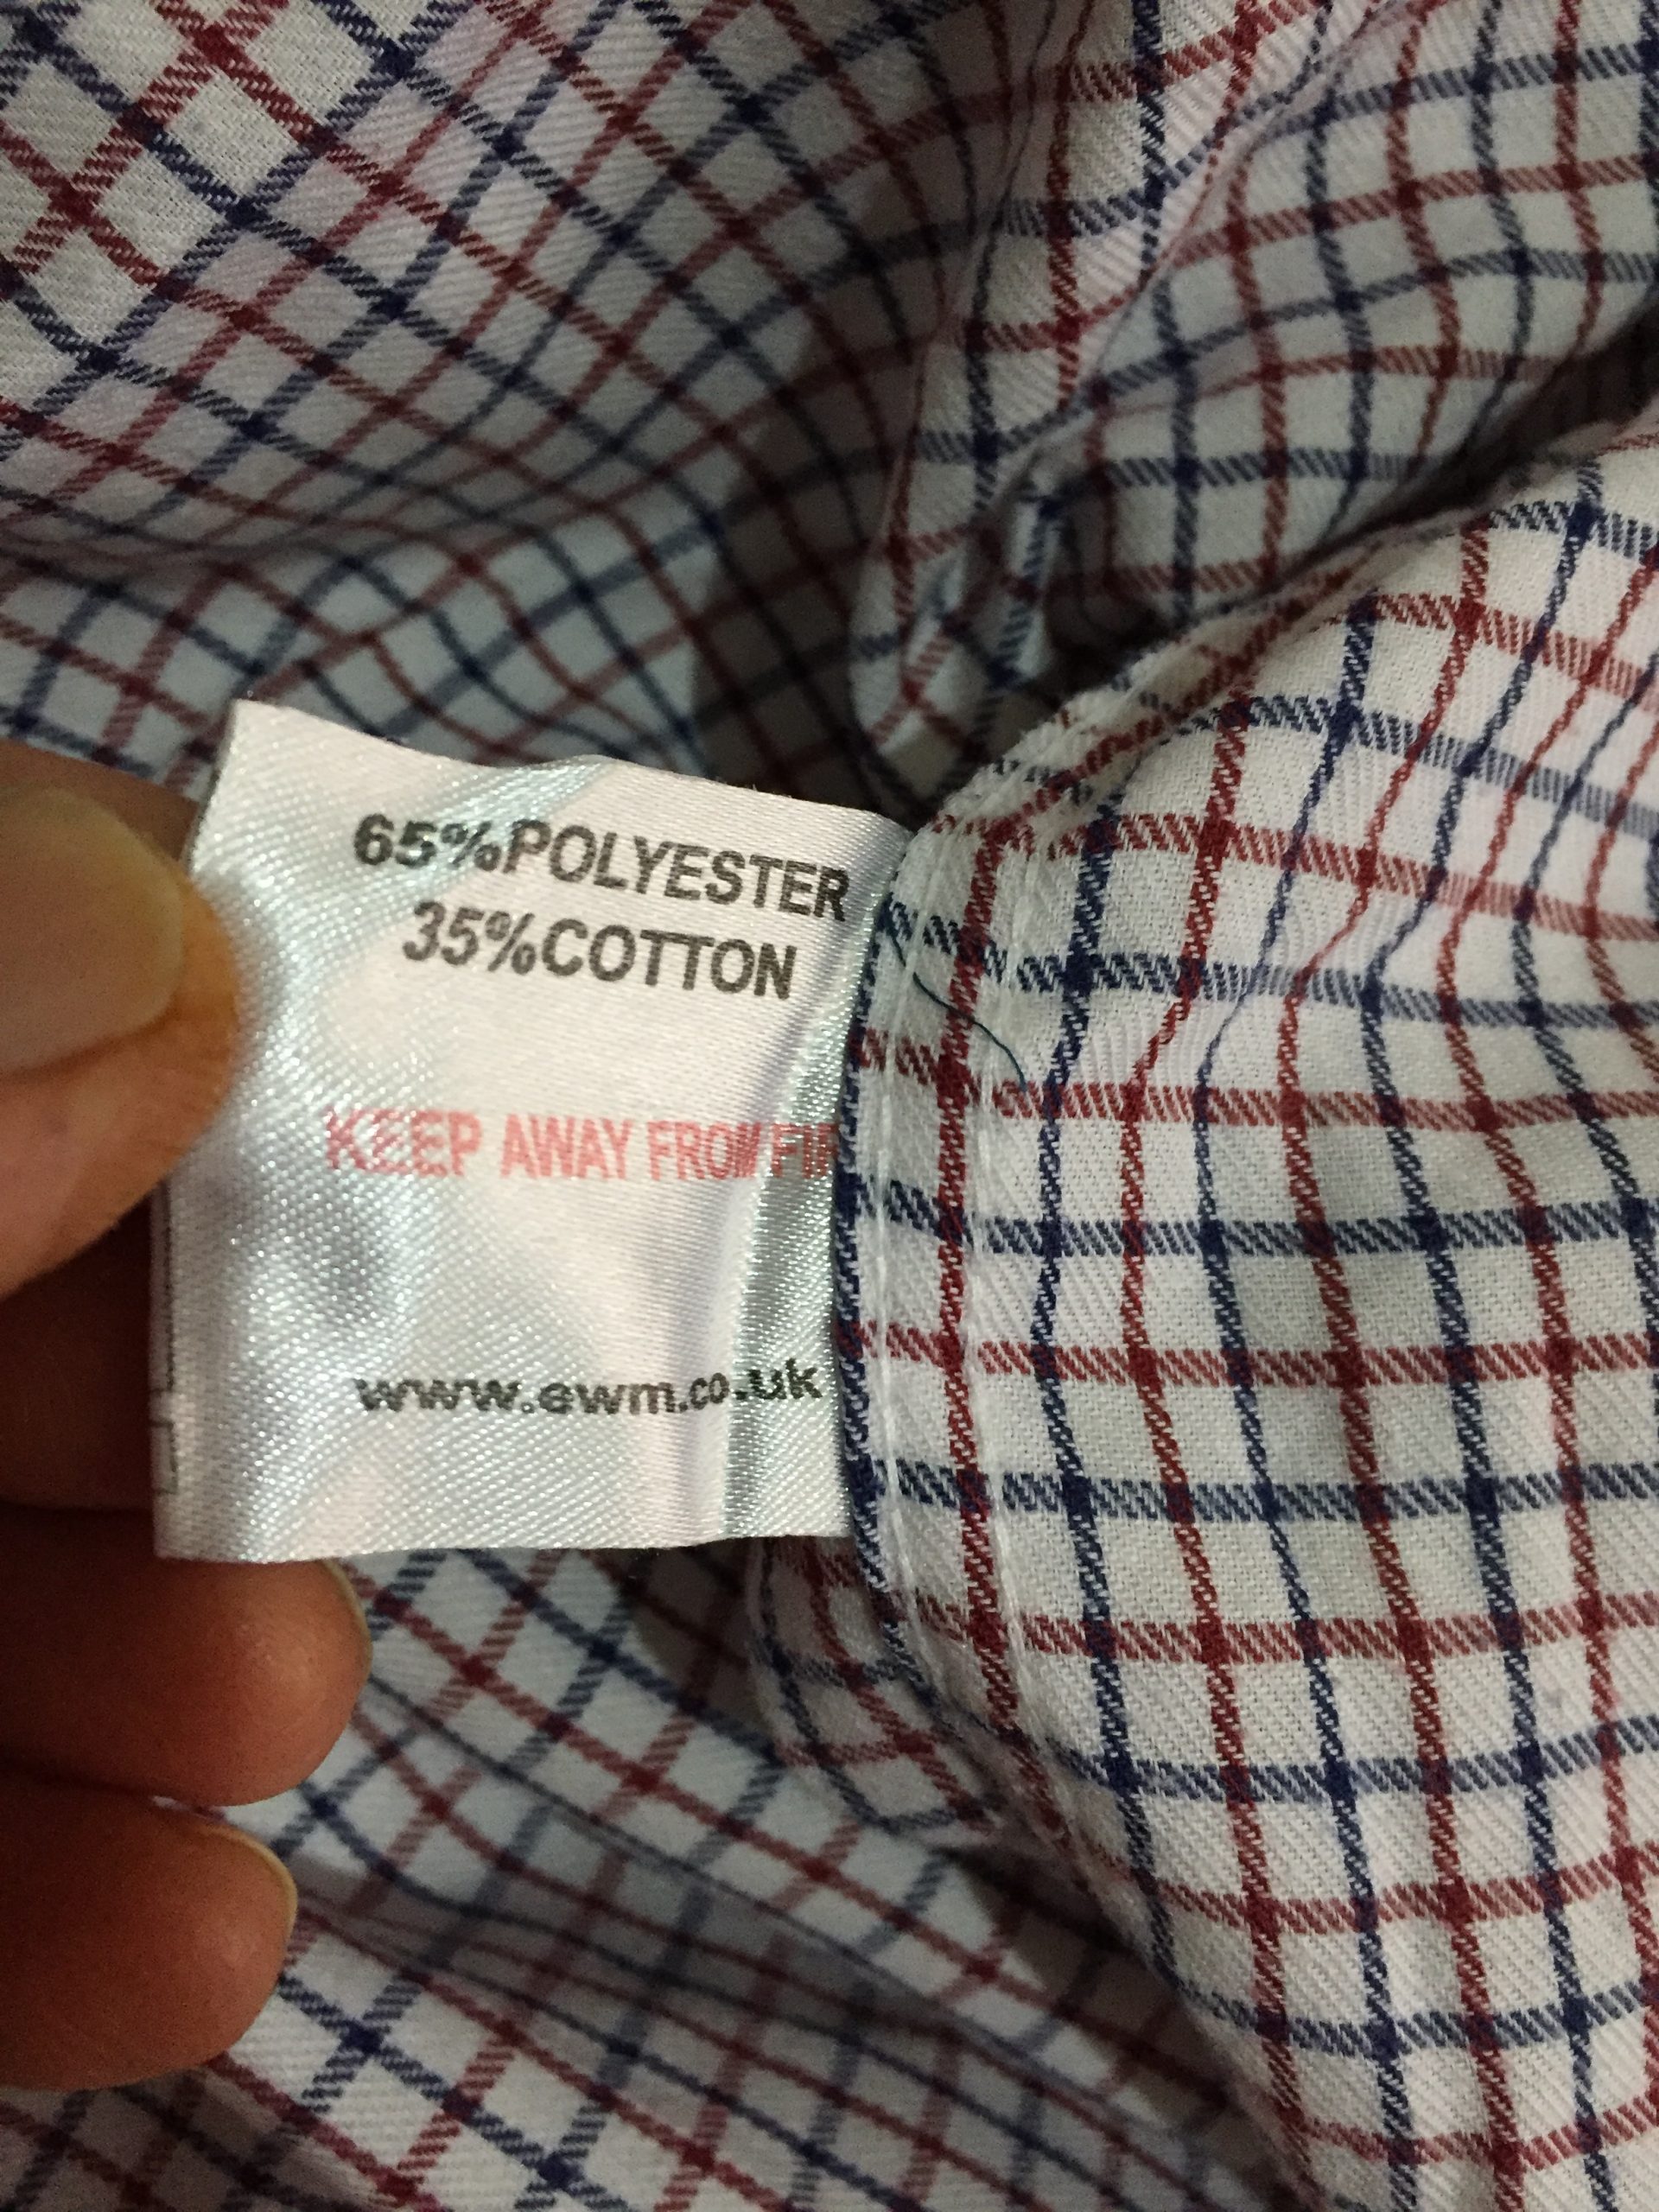 65%POLYESTER
35%COTTON
KEEP AWAY FROM
www.ewm.co.uk